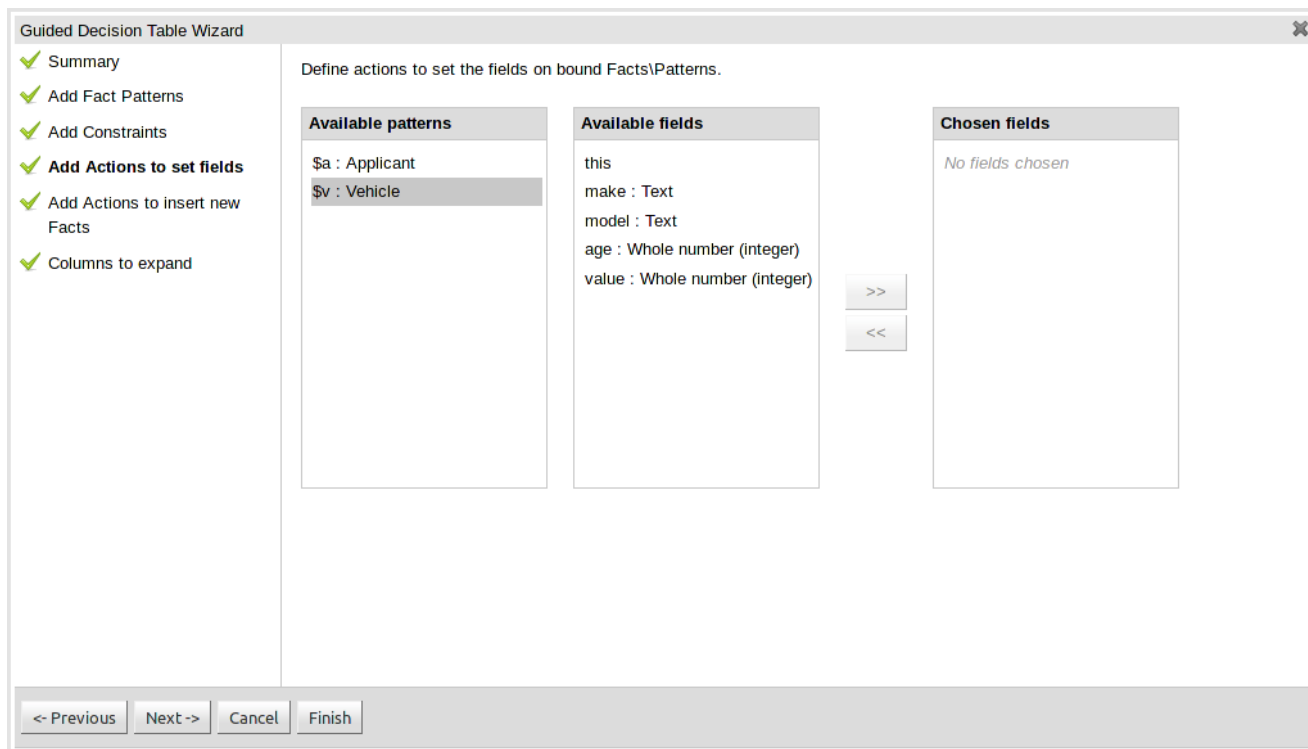 Guided Decision Table Wizard
Summary
Add Fact Patterns
Add Constraints
Add Actions to set fields
Add Actions to insert new
Facts
Columns to expand
Define actions to set the fields on bound Facts\Patterns.
Available patterns
$a : Applicant
$v : Vehicle
Available fields
this
make : Text
model : Text
age : Whole number (integer)
value : Whole number (integer)
>>
<<
Chosen fields
No fields chosen
<- Previous
Next ->
Cancel
Finish